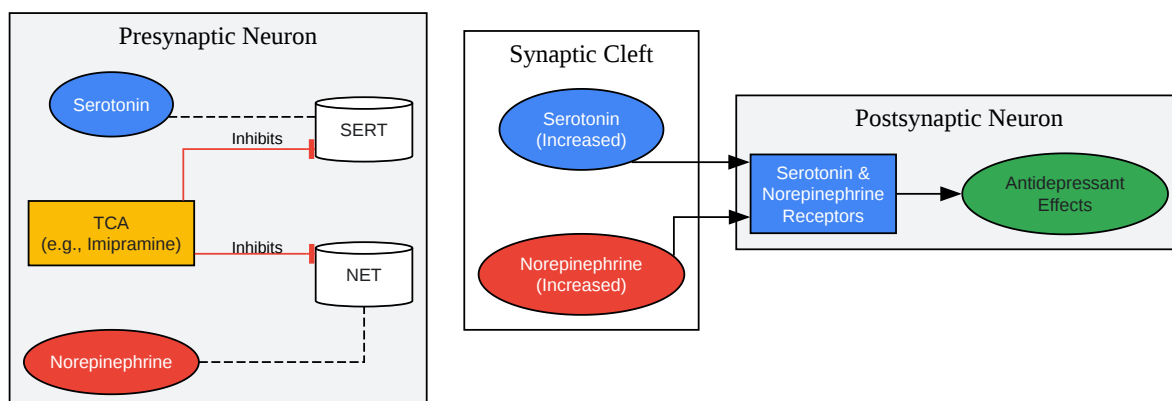 Presynaptic Neuron
Serotonin
SERT
Inhibits
TCA
(e.g., Imipramine)
Inhibits
NET
Norepinephrine
Synaptic Cleft
Serotonin
(Increased)
Norepinephrine
(Increased)
Postsynaptic Neuron
Serotonin &
Norepinephrine
Receptors
Antidepressant
Effects